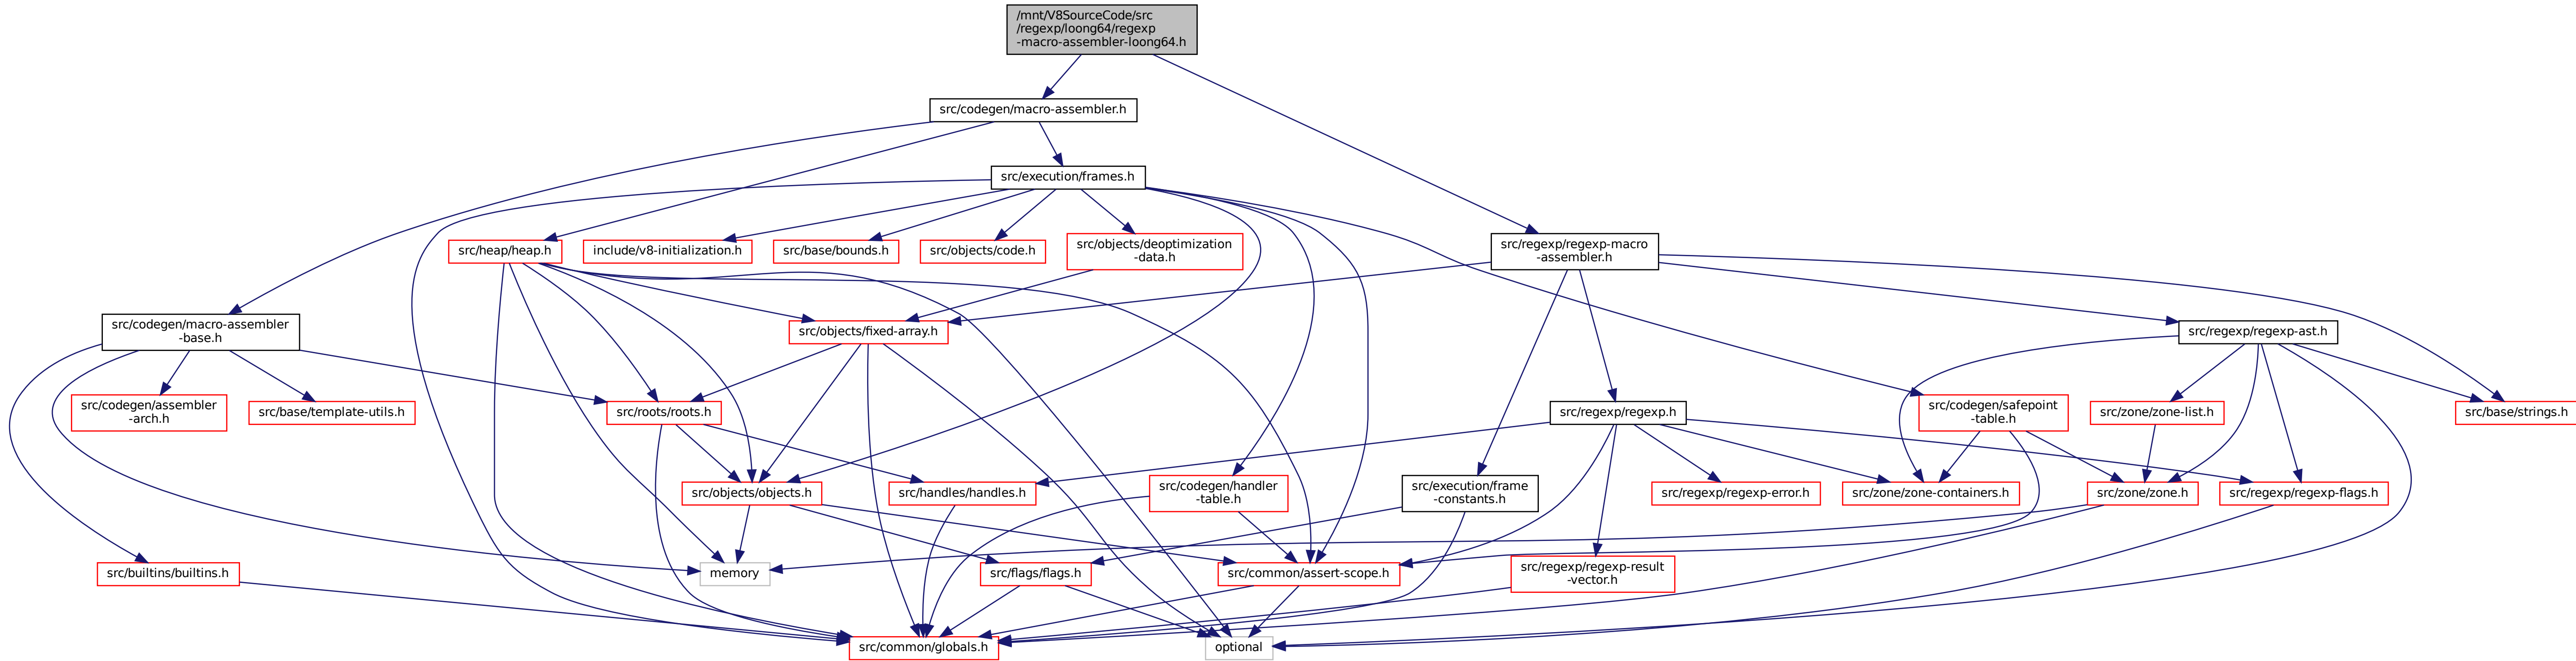 /mnt/V8SourceCode/src
/regexp/loong64/regexp
-macro-assembler-loong64.h
src/codegen/macro-assembler.h
src/execution/frames.h
src/heap/heap.h
include/v8-initialization.h
src/base/bounds.h
src/objects/code.h
src/objects/deoptimization
-data.h
src/regexp/regexp-macro
-assembler.h
src/codegen/macro-assembler
-base.h
src/objects/fixed-array.h
src/regexp/regexp-ast.h
src/codegen/assembler
-arch.h
src/base/template-utils.h
src/roots/roots.h
src/regexp/regexp.h
src/codegen/safepoint
-table.h
src/zone/zone-list.h
src/base/strings.h
src/objects/objects.h
src/handles/handles.h
src/codegen/handler
-table.h
src/execution/frame
-constants.h
src/regexp/regexp-error.h
src/zone/zone-containers.h
src/zone/zone.h
src/regexp/regexp-flags.h
src/builtins/builtins.h
memory
src/flags/flags.h
src/common/assert-scope.h
src/regexp/regexp-result
-vector.h
src/common/globals.h
optional